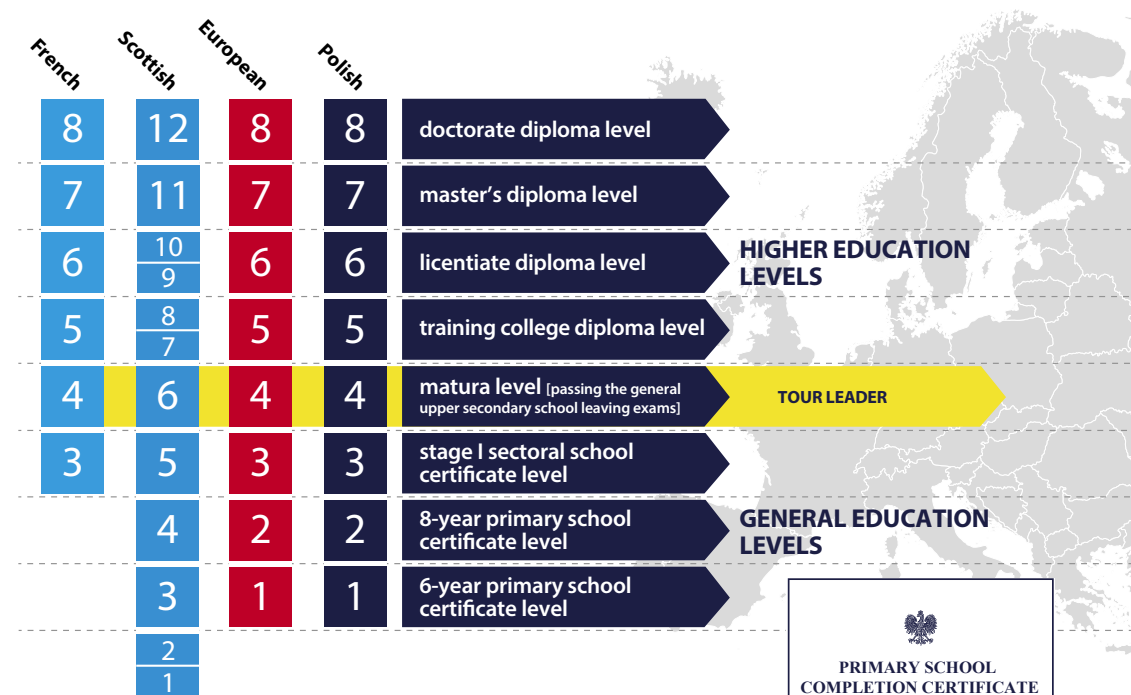 French
Scottish
European
Polish
8 12 8 8 doctorate diploma level
7 11 7 7 master’s diploma level
6 10 6 6 licentiate diploma level
9
HIGHER EDUCATION
LEVELS
5 8 5 5 training college diploma level
7
4 6 4 4 matura level [passing the general
upper secondary school leaving exams]
TOUR LEADER
3 5 3 3 stage I sectoral school
certificate level
4 2 2 8-year primary school
certificate level
GENERAL EDUCATION
LEVELS
3 1 1 6-year primary school
certificate level
2
1
PRIMARY SCHOOL
COMPLETION CERTIFICATE